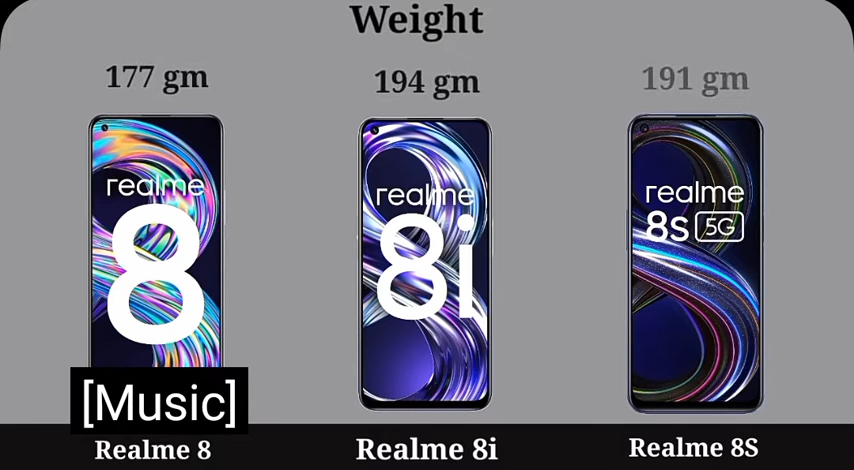 Weight
177 gm
194 gm
191 gm
realme
8
realme
8i
realme
8s 5G
[Music]
Realme 8
Realme 8i
Realme 8S